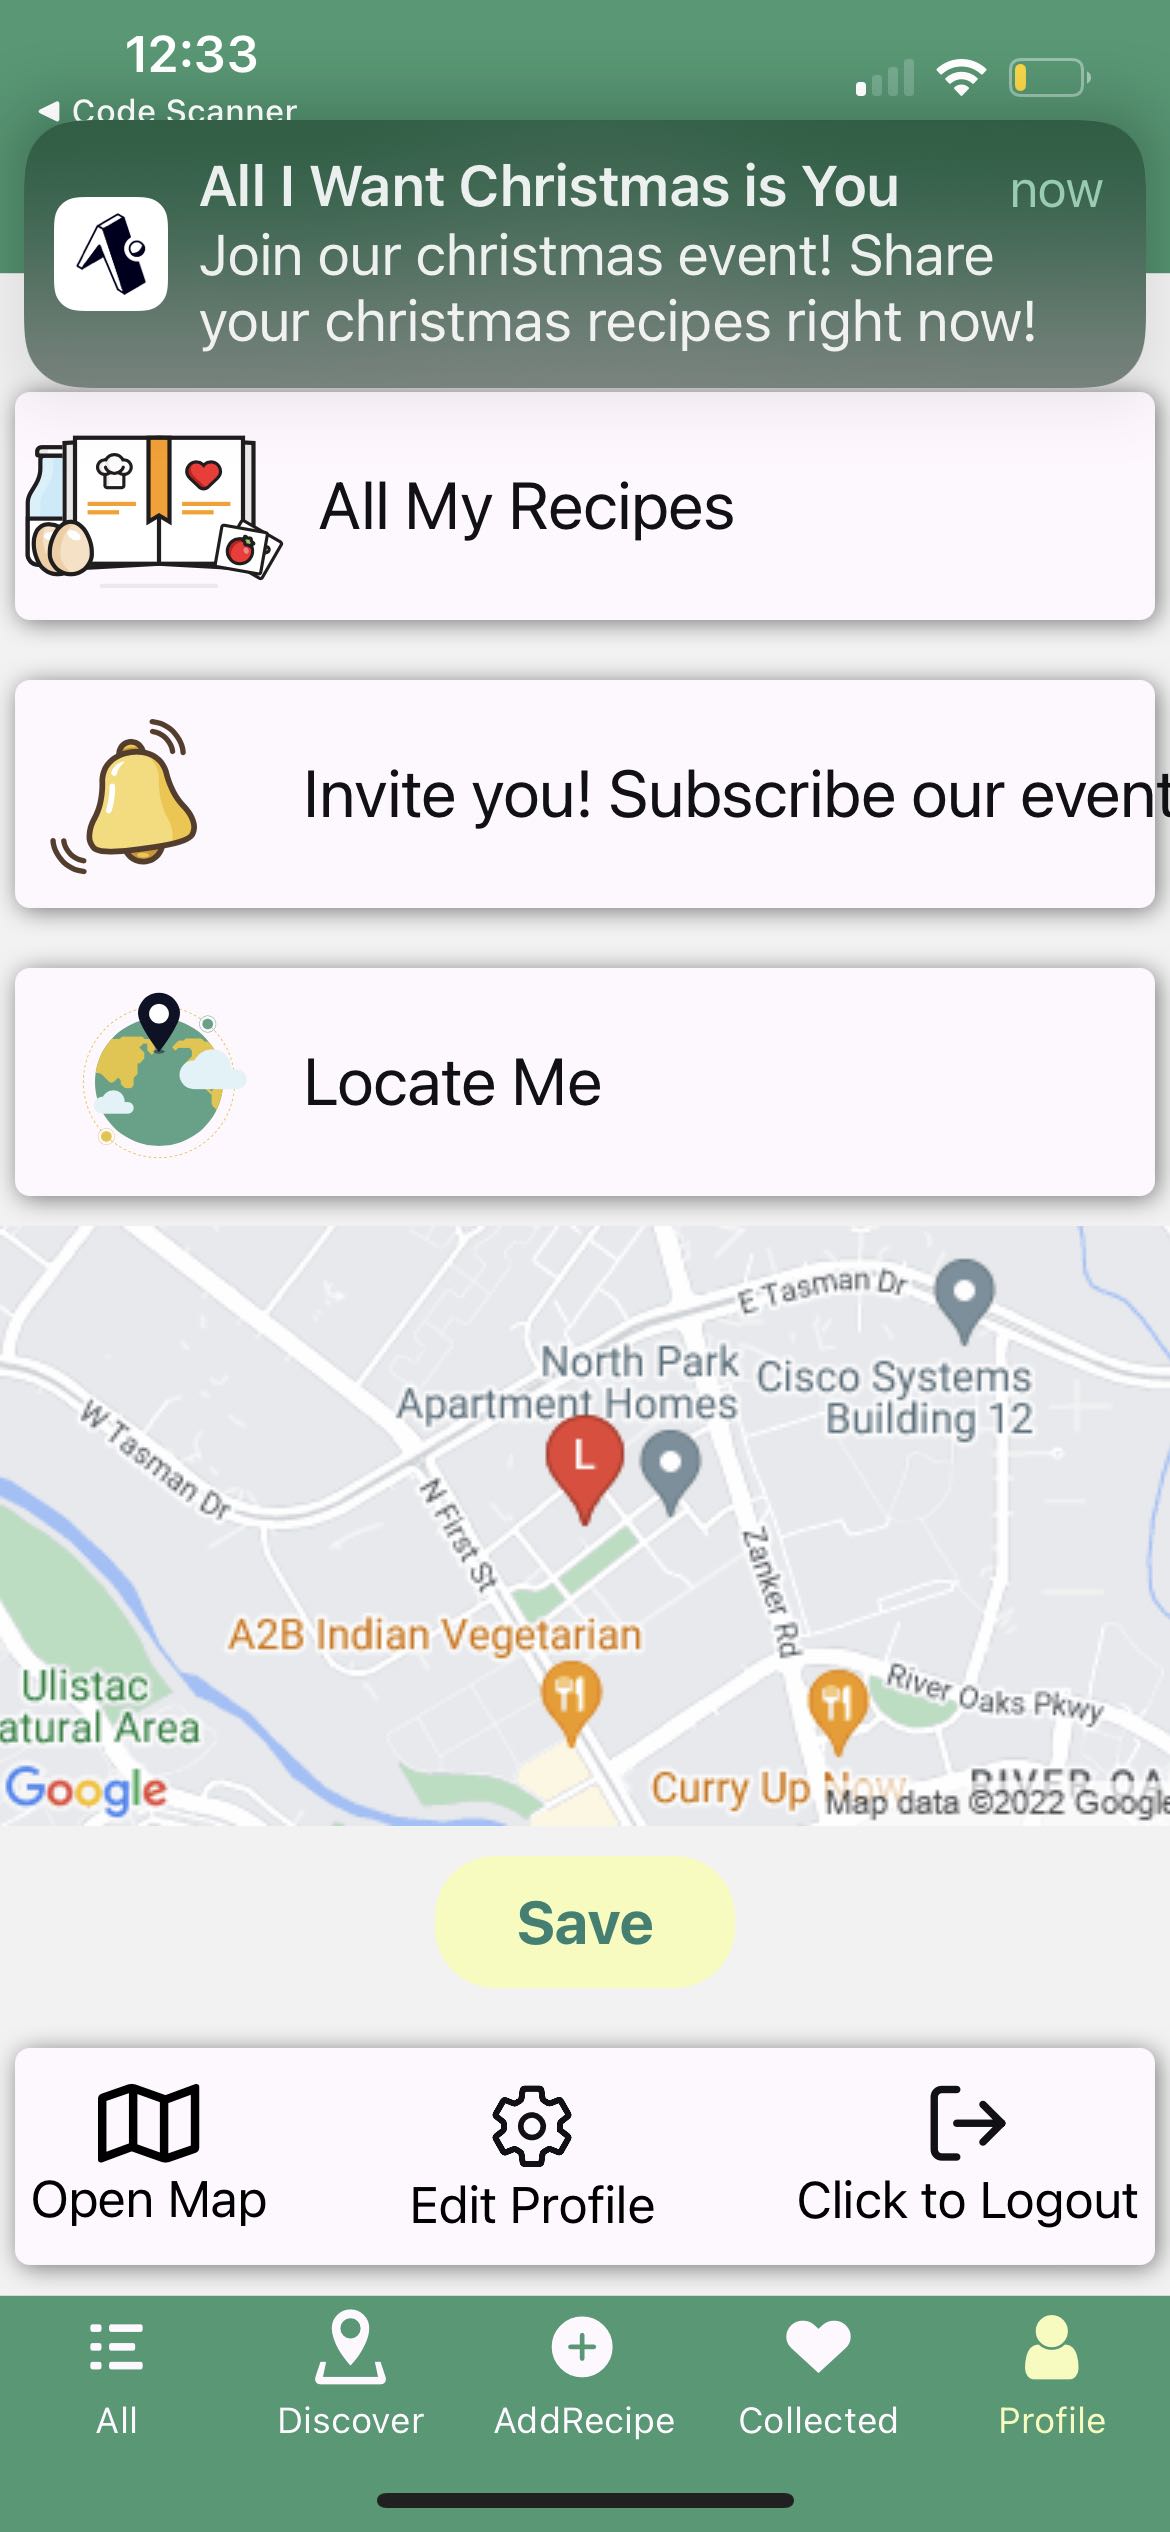 12:33
Code Scanner
All I Want Christmas is You
now
Join our christmas event! Share
your christmas recipes right now!
All My Recipes
Invite you! Subscribe our event
Locate Me
E Tasman Dr
North Park
Apartment Homes
Cisco Systems
Building 12
W Tasman Dr
L
N First St
Zanker Rd
A2B Indian Vegetarian
River Oaks Pkwy
Ulistac
atural Area
Google
Curry Up Now
RIVER OA
Map data ©2022 Google
Save
Open Map
Edit Profile
Click to Logout
All
Discover
AddRecipe
Collected
Profile